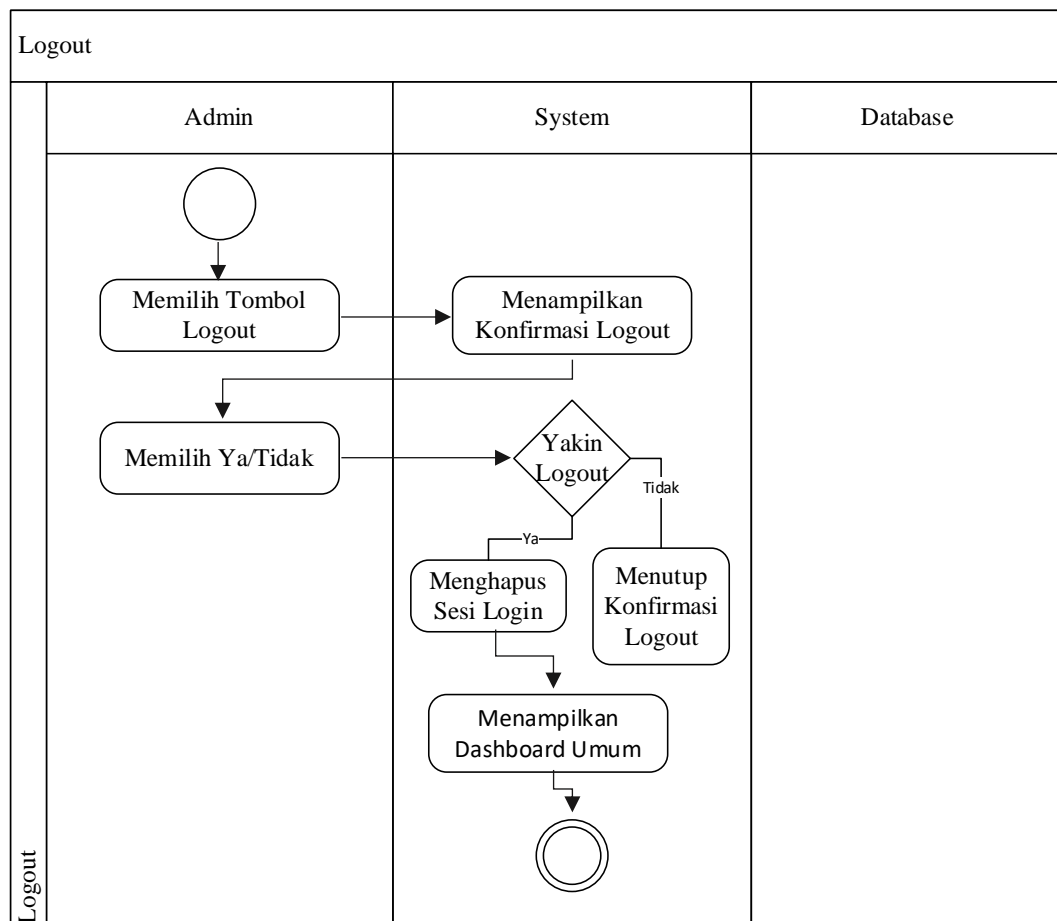 Logout
Admin
System
Database
Memilih Tombol
Logout
Menampilkan
Konfirmasi Logout
Memilih Ya/Tidak
Yakin
Logout
Tidak
Ya
Menghapus
Sesi Login
Menutup
Konfirmasi
Logout
Menampilkan
Dashboard Umum
Logout